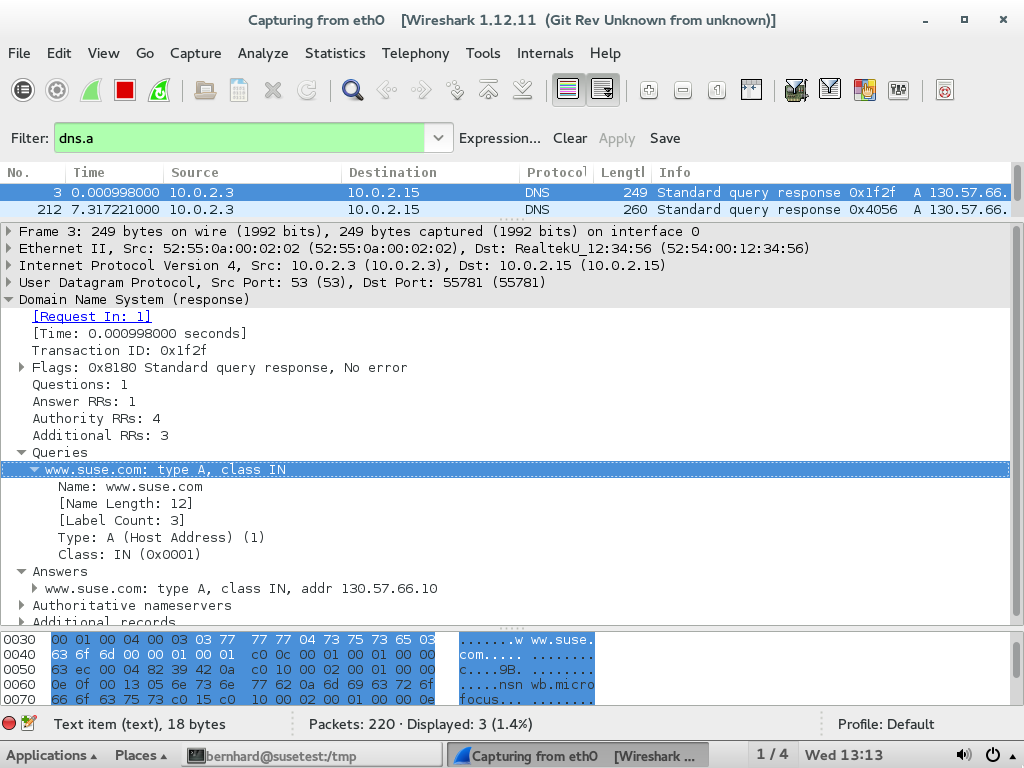 Capturing from eth0 [Wireshark 1.12.11 (Git Rev Unknown from unknown)]
File Edit View Go Capture Analyze Statistics Telephony Tools Internals Help
Filter: dns.a Expression... Clear Apply Save
No. Time Source Destination Protocol Lengtl Info
3 0.000998000 10.0.2.3 10.0.2.15 DNS 249 Standard query response 0x1f2f A 130.57.66.
212 7.317221000 10.0.2.3 10.0.2.15 DNS 260 Standard query response 0x4056 A 130.57.66.
Frame 3: 249 bytes on wire (1992 bits), 249 bytes captured (1992 bits) on interface 0
Ethernet II, Src: 52:55:0a:00:02:02 (52:55:0a:00:02:02), Dst: RealtekU_12:34:56 (52:54:00:12:34:56)
Internet Protocol Version 4, Src: 10.0.2.3 (10.0.2.3), Dst: 10.0.2.15 (10.0.2.15)
User Datagram Protocol, Src Port: 53 (53), Dst Port: 55781 (55781)
Domain Name System (response)
[Request In: 1]
[Time: 0.000998000 seconds]
Transaction ID: 0x1f2f
Flags: 0x8180 Standard query response, No error
Questions: 1
Answer RRs: 1
Authority RRs: 4
Additional RRs: 3
Queries
www.suse.com: type A, class IN
Name: www.suse.com
[Name Length: 12]
[Label Count: 3]
Type: A (Host Address) (1)
Class: IN (0x0001)
Answers
www.suse.com: type A, class IN, addr 130.57.66.10
Authoritative nameservers
Additional records
0030 00 01 00 04 00 03 03 77 77 77 04 73 75 73 65 03 .......w ww.suse.
0040 63 6f 6d 00 00 01 00 01 c0 0c 00 01 00 01 00 00 com..... ........
0050 63 ec 00 04 82 39 42 0a c0 10 00 02 00 01 00 00 c....9B. ........
0060 0e 0f 00 13 05 6e 73 6e 77 62 0a 6d 69 63 72 6f .....nsn wb.micro
0070 66 6f 63 75 73 c0 15 c0 10 00 02 00 01 00 00 0e focus... ........
Text item (text), 18 bytes Packets: 220 · Displayed: 3 (1.4%) Profile: Default
Applications Places bernhard@susetest:/tmp Capturing from eth0 [Wireshark ... 1 / 4 Wed 13:13